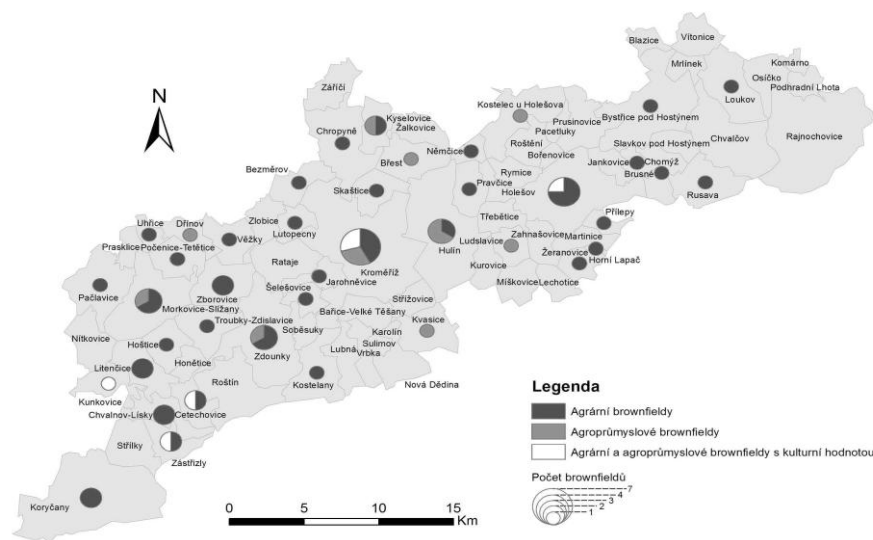 Blazice
Vítonice
Mrlínek
Komárno
Osíčko
Podhradní Lhota
Loukov
Záříčí
N
Kostelec u Holešova
Bystřice pod Hostýnem
Prusinovice
Kyselovice
Žalkovice
Pacetluky
Rajnochovice
Chropyně
Roštění
Slavkov pod Hostýnem
Chvalčov
Bořenovice
Břest
Němčice
Jankovice
Chomýž
Brusné
Rymice
Bezměrov
Skaštice
Pravčice
Holešov
Rusava
Třebětice
Přílepy
Uhřice
Dřínov
Zlobice
Lutopecny
Zahnašovice
Martinice
Prasklice
Věžky
Počenice-Tetětice
Hulín
Ludslavice
Žeranovice
Horní Lapač
Rataje
Kroměříž
Kurovice
Jarohněvice
Míškovice
Lechotice
Pačlavice
Zborovice
Šelešovice
Střížovice
Morkovice-Slížany
Bařice-Velké Těšany
Troubky-Zdislavice
Kvasice
Soběsuky
Karolín
Nítkovice
Zdounky
Sulimov
Hoštice
Lubná
Vrbka
Honětice
Litenčice
Roštín
Kostelany
Nová Dědina
Kunkovice
Chvalnov-Lísky
Cetechovice
Střílky
Zástřizly
Koryčany
Legenda
Agrární brownfieldy
Agroprůmyslové brownfieldy
Agrární a agroprůmyslové brownfieldy s kulturní hodnotou
Počet brownfieldů
7
4
3
2
1
0 5 10 15
Km